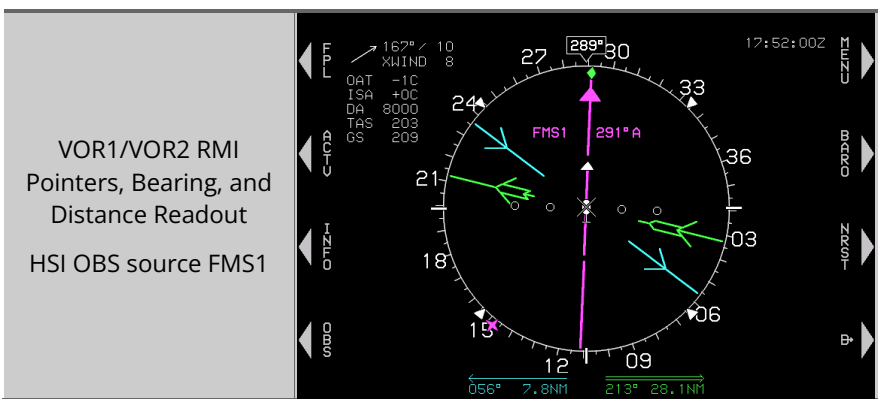 VOR1/VOR2 RMI
Pointers, Bearing, and
Distance Readout
HSI OBS source FMS1
FPL
ACTV
INFO
OBS
167°/ 10
XWIND 8
OAT -1C
ISA +0C
DA 8000
TAS 203
GS 209
289°
17:52:00Z
27
30
33
36
03
06
09
12
15
18
21
24
FMS1 291°A
056° 7.8NM
213° 28.1NM
MENU
BARO
NRST